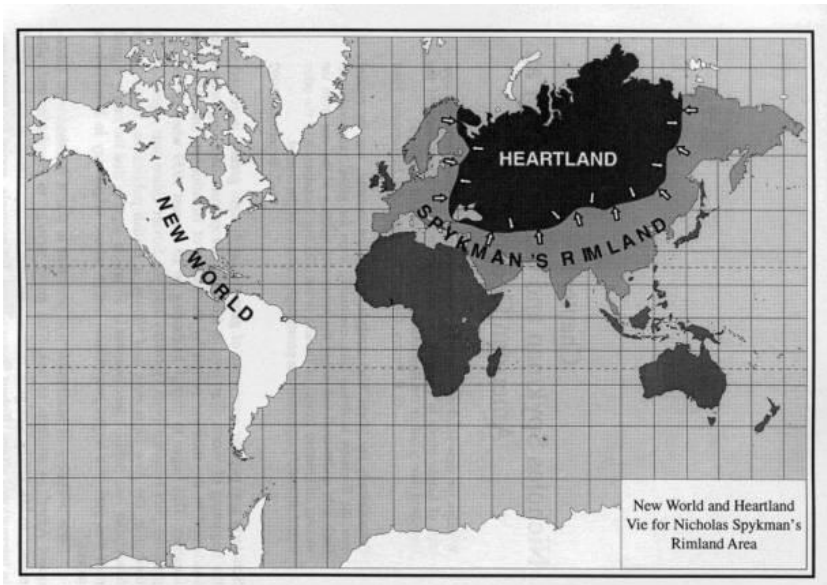 HEARTLAND
NEW WORLD
SPYKMAN'S RIMLAND
New World and Heartland
Vie for Nicholas Spykman's
Rimland Area